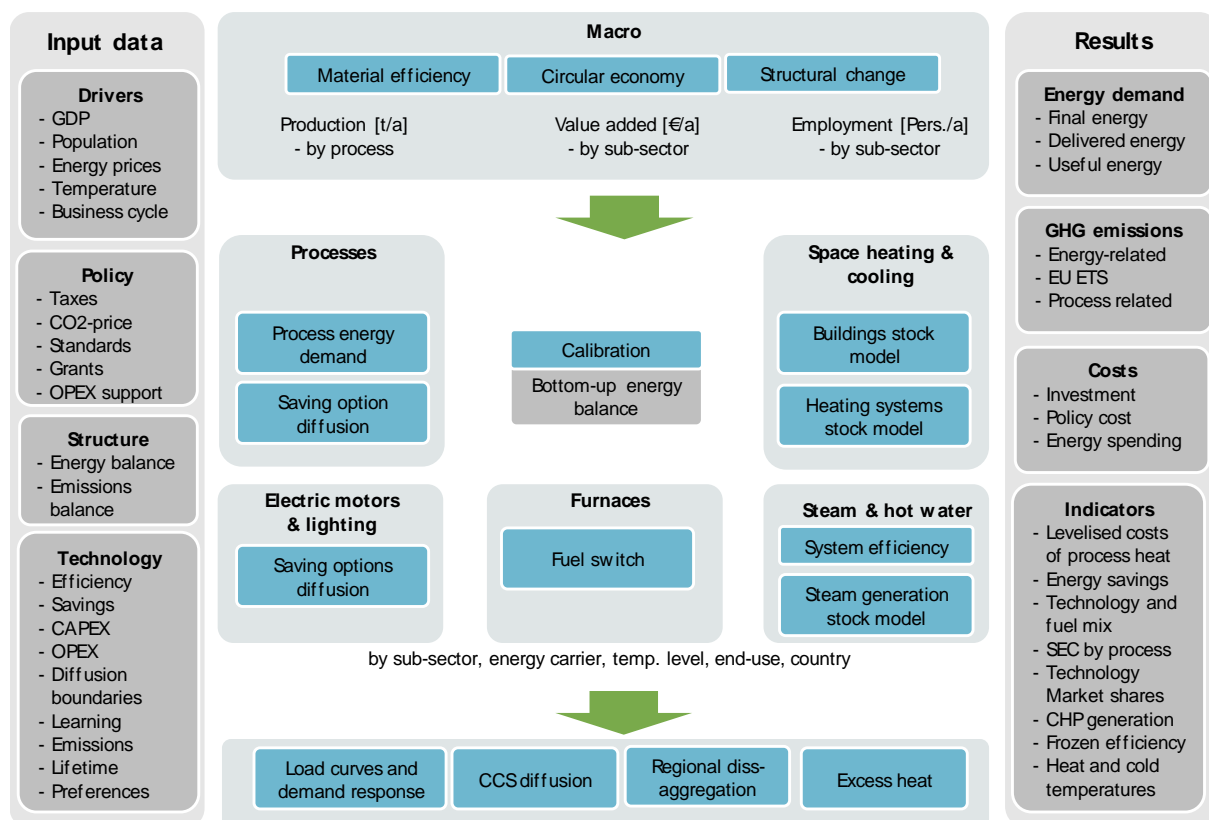 Input data
Drivers
- GDP
- Population
- Energy prices
- Temperature
- Business cycle
Policy
- Taxes
- CO2-price
- Standards
- Grants
- OPEX support
Structure
- Energy balance
- Emissions
balance
Technology
- Efficiency
- Savings
- CAPEX
- OPEX
- Diffusion
boundaries
- Learning
- Emissions
- Lifetime
- Preferences
Macro
Material efficiency
Circular economy
Structural change
Production [t/a]
- by process
Value added [€/a]
- by sub-sector
Employment [Pers./a]
- by sub-sector
Processes
Process energy
demand
Saving option
diffusion
Calibration
Bottom-up energy
balance
Space heating &
cooling
Buildings stock
model
Heating systems
stock model
Electric motors
& lighting
Saving options
diffusion
Furnaces
Fuel switch
Steam & hot water
System efficiency
Steam generation
stock model
by sub-sector, energy carrier, temp. level, end-use, country
Load curves and
demand response
CCS diffusion
Regional diss-
aggregation
Excess heat
Results
Energy demand
- Final energy
- Delivered energy
- Useful energy
GHG emissions
- Energy-related
- EU ETS
- Process related
Costs
- Investment
- Policy cost
- Energy spending
Indicators
- Levelised costs
of process heat
- Energy savings
- Technology and
fuel mix
- SEC by process
- Technology
Market shares
- CHP generation
- Frozen efficiency
- Heat and cold
temperatures